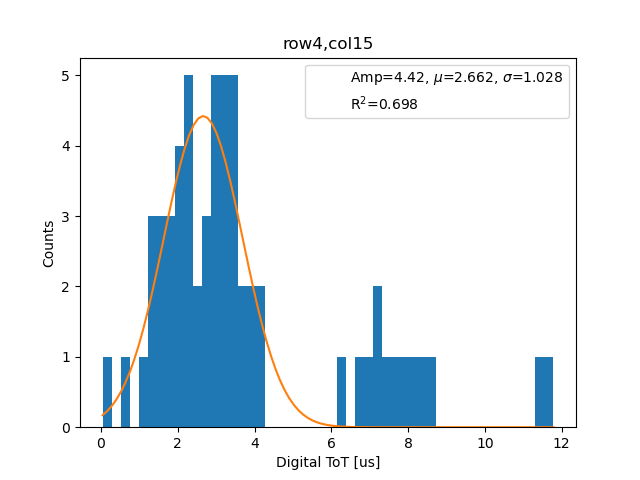 row4,col15
Amp=4.42, μ=2.662, σ=1.028
R²=0.698
Counts
5
4
3
2
1
0
0 2 4 6 8 10 12
Digital ToT [us]